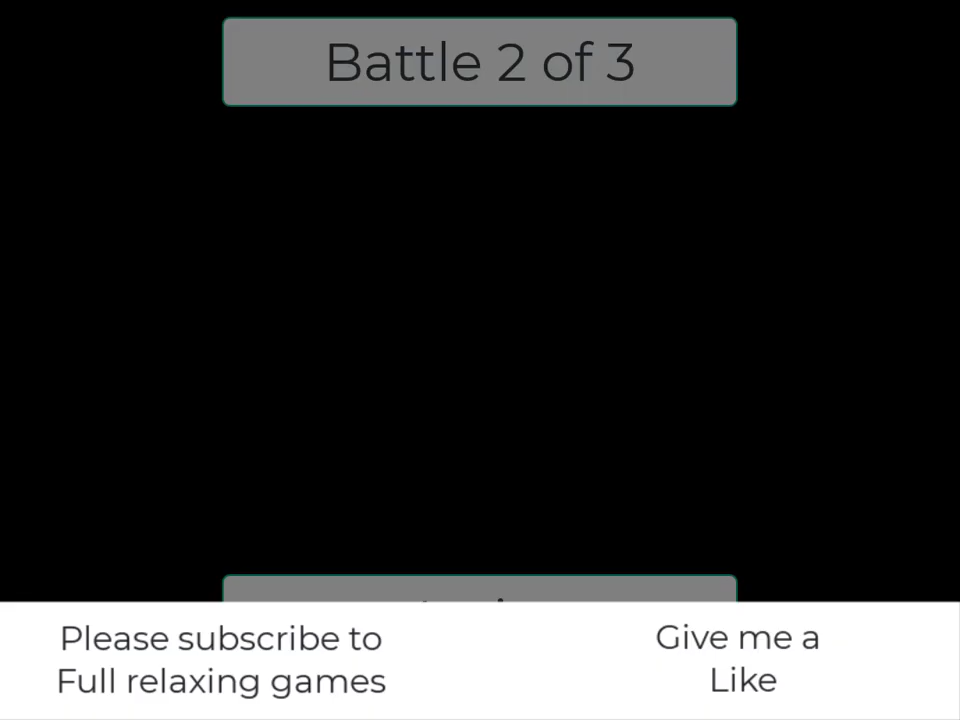 Battle 2 of 3
Please subscribe to
Full relaxing games
Give me a
Like